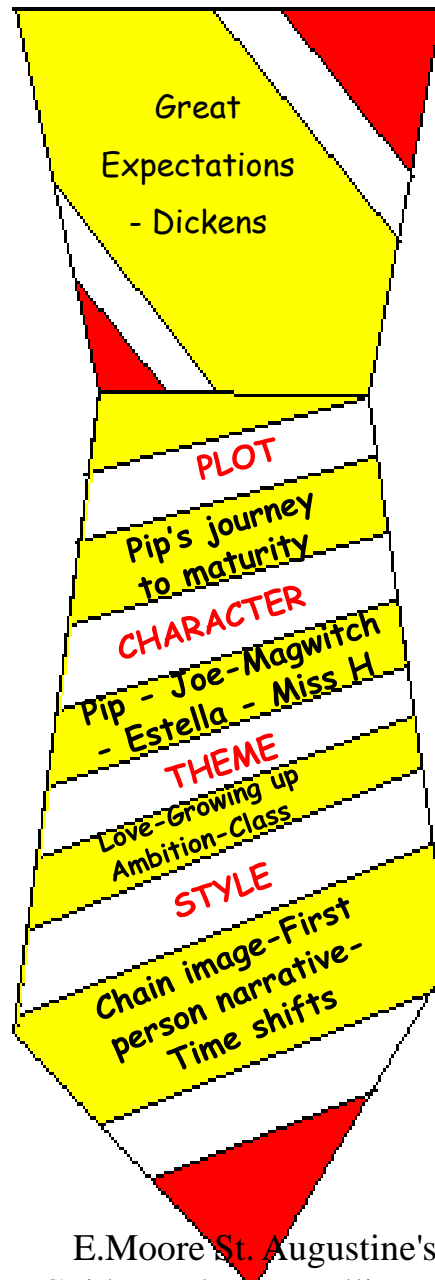 Great
Expectations
- Dickens
PLOT
Pip's journey
to maturity
CHARACTER
Pip - Joe-Magwitch
- Estella - Miss H
THEME
Love-Growing up
Ambition-Class
STYLE
Chain image-First
person narrative-
Time shifts
E.Moore St. Augustine's